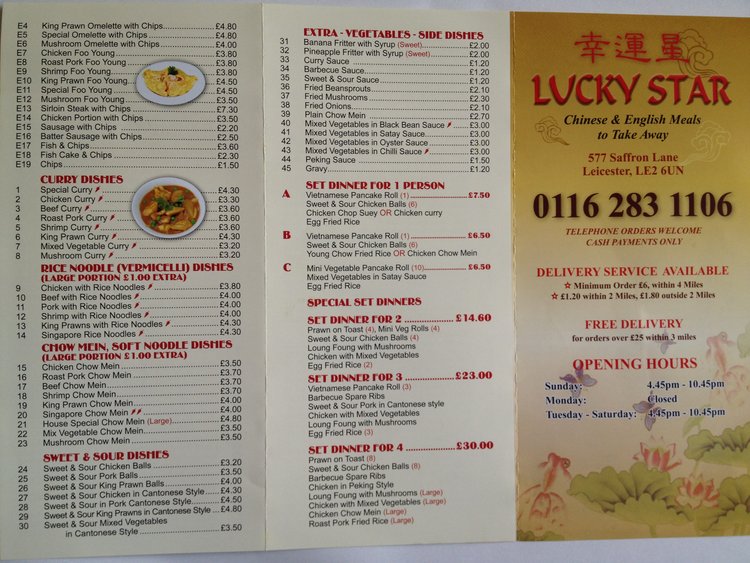 E4 King Prawn Omelette with Chips £4.80
E5 Special Omelette with Chips £4.80
E6 Mushroom Omelette with Chips £4.00
E7 Chicken Foo Young £3.80
E8 Roast Pork Foo Young £3.80
E9 Shrimp Foo Young £3.80
E10 King Prawn Foo Young £4.50
E11 Special Foo Young £4.50
E12 Mushroom Foo Young £3.50
E13 Sirloin Steak with Chips £7.30
E14 Chicken Portion with Chips £3.50
E15 Sausage with Chips £2.20
E16 Batter Sausage with Chips £2.50
E17 Fish & Chips £3.60
E18 Fish Cake & Chips £2.30
E19 Chips £1.50
CURRY DISHES
1 Special Curry £4.30
2 Chicken Curry £3.60
3 Beef Curry £3.60
4 Roast Pork Curry £3.60
5 Shrimp Curry £3.60
6 King Prawn Curry £4.30
7 Mixed Vegetable Curry £3.20
8 Mushroom Curry £3.20
RICE NOODLE (VERMICELLI) DISHES
(LARGE PORTION £1.00 EXTRA)
9 Chicken with Rice Noodles £3.80
10 Beef with Rice Noodles £4.00
11 Pork with Rice Noodles £4.00
12 Shrimp with Rice Noodles £4.00
13 King Prawns with Rice Noodles £4.30
14 Singapore Rice Noodles £4.30
CHOW MEIN, SOFT NOODLE DISHES
(LARGE PORTION £1.00 EXTRA)
15 Chicken Chow Mein £3.50
16 Roast Pork Chow Mein £3.70
17 Beef Chow Mein £3.70
18 Shrimp Chow Mein £3.70
19 King Prawn Chow Mein £4.00
20 Singapore Chow Mein £4.00
21 House Special Chow Mein (Large) £4.80
22 Mix Vegetable Chow Mein £3.50
23 Mushroom Chow Mein £3.50
SWEET & SOUR DISHES
24 Sweet & Sour Chicken Balls £3.20
25 Sweet & Sour Pork Balls £3.50
26 Sweet & Sour King Prawn Balls £4.00
27 Sweet & Sour Chicken in Cantonese Style £4.30
28 Sweet & Sour in Pork Cantonese Style £4.50
29 Sweet & Sour King Prawns in Cantonese Style £4.80
30 Sweet & Sour Mixed Vegetables
in Cantonese Style £3.50
EXTRA - VEGETABLES - SIDE DISHES
31 Banana Fritter with Syrup (Sweet) £2.00
32 Pineapple Fritter with Syrup (Sweet) £2.00
33 Curry Sauce £1.20
34 Barbecue Sauce £1.20
35 Sweet & Sour Sauce £1.20
36 Fried Beansprouts £2.10
37 Fried Mushrooms £2.30
38 Fried Onions £2.10
39 Plain Chow Mein £2.70
40 Mixed Vegetables in Black Bean Sauce £3.00
41 Mixed Vegetables in Satay Sauce £3.00
42 Mixed Vegetables in Oyster Sauce £3.00
43 Mixed Vegetables in Chilli Sauce £3.00
44 Peking Sauce £1.50
45 Gravy £1.20
SET DINNER FOR 1 PERSON
A Vietnamese Pancake Roll (1) £7.50
Sweet & Sour Chicken Balls (6)
Chicken Chop Suey OR Chicken curry
Egg Fried Rice
B Vietnamese Pancake Roll (1) £6.50
Sweet & Sour Chicken Balls (6)
Young Chow Fried Rice OR Chicken Chow Mein
C Mini Vegetable Pancake Roll (10) £6.50
Mixed Vegetables in Satay Sauce
Egg Fried Rice
SPECIAL SET DINNERS
SET DINNER FOR 2 £14.60
Prawn on Toast (4), Mini Veg Rolls (4)
Sweet & Sour Chicken Balls (4)
Loung Foung with Mushrooms
Chicken with Mixed Vegetables
Egg Fried Rice (2)
SET DINNER FOR 3 £23.00
Vietnamese Pancake Roll (3)
Barbecue Spare Ribs
Sweet & Sour Pork in Cantonese style
Chicken with Mixed Vegetables
Loung Foung with Mushrooms
Egg Fried Rice (3)
SET DINNER FOR 4 £30.00
Prawn on Toast (8)
Sweet & Sour Chicken Balls (8)
Barbecue Spare Ribs
Chicken in Peking Style
Loung Foung with Mushrooms (Large)
Chicken with Mixed Vegetables (Large)
Chicken Chow Mein (Large)
Roast Pork Fried Rice (Large)
幸運星
LUCKY STAR
Chinese & English Meals
to Take Away
577 Saffron Lane
Leicester, LE2 6UN
0116 283 1106
TELEPHONE ORDERS WELCOME
CASH PAYMENTS ONLY
DELIVERY SERVICE AVAILABLE
☆ Minimum Order £6, within 4 Miles
☆ £1.20 within 2 Miles, £1.80 outside 2 Miles
FREE DELIVERY
for orders over £25 within 3 miles
OPENING HOURS
Sunday: 4.45pm - 10.45pm
Monday: Closed
Tuesday - Saturday: 4.45pm - 10.45pm